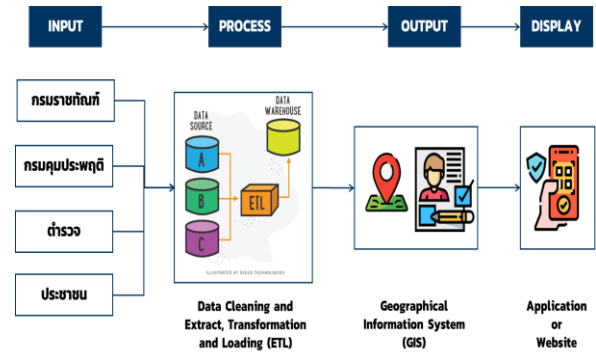 INPUT
PROCESS
OUTPUT
DISPLAY
กรมราชทัณฑ์
กรมคุมประพฤติ
ตำรวจ
ประชาชน
DATA
SOURCE
DATA
WAREHOUSE
A
B
C
ETL
ILLUSTRATED BY SEGUE TECHNOLOGIES
Data Cleaning and
Extract, Transformation
and Loading (ETL)
Geographical
Information System
(GIS)
Application
or
Website